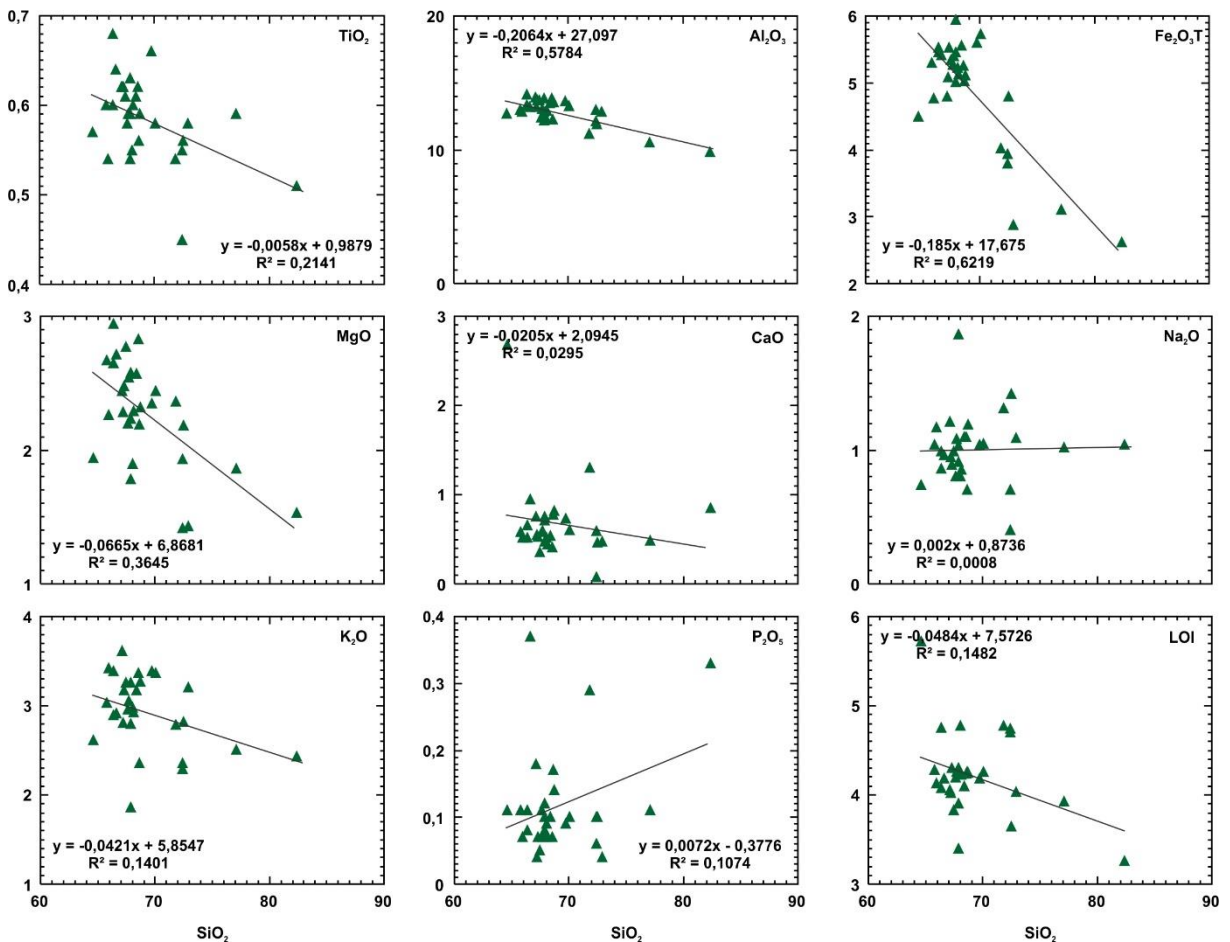 0,7
0,6
0,5
0,4
TiO₂
y = -0,0058x + 0,9879
R² = 0,2141
20
10
0
y = -0,2064x + 27,097
R² = 0,5784
Al₂O₃
6
5
4
3
2
Fe₂O₃T
y = -0,185x + 17,675
R² = 0,6219
3
2
1
MgO
y = -0,0665x + 6,8681
R² = 0,3645
3
2
1
0
y = -0,0205x + 2,0945
R² = 0,0295
CaO
2
1
0
Na₂O
y = 0,002x + 0,8736
R² = 0,0008
4
3
2
1
K₂O
y = -0,0421x + 5,8547
R² = 0,1401
60 70 80 90
SiO₂
0,4
0,3
0,2
0,1
0
P₂O₅
y = 0,0072x - 0,3776
R² = 0,1074
60 70 80 90
SiO₂
6
5
4
3
y = -0,0484x + 7,5726
R² = 0,1482
LOI
60 70 80 90
SiO₂